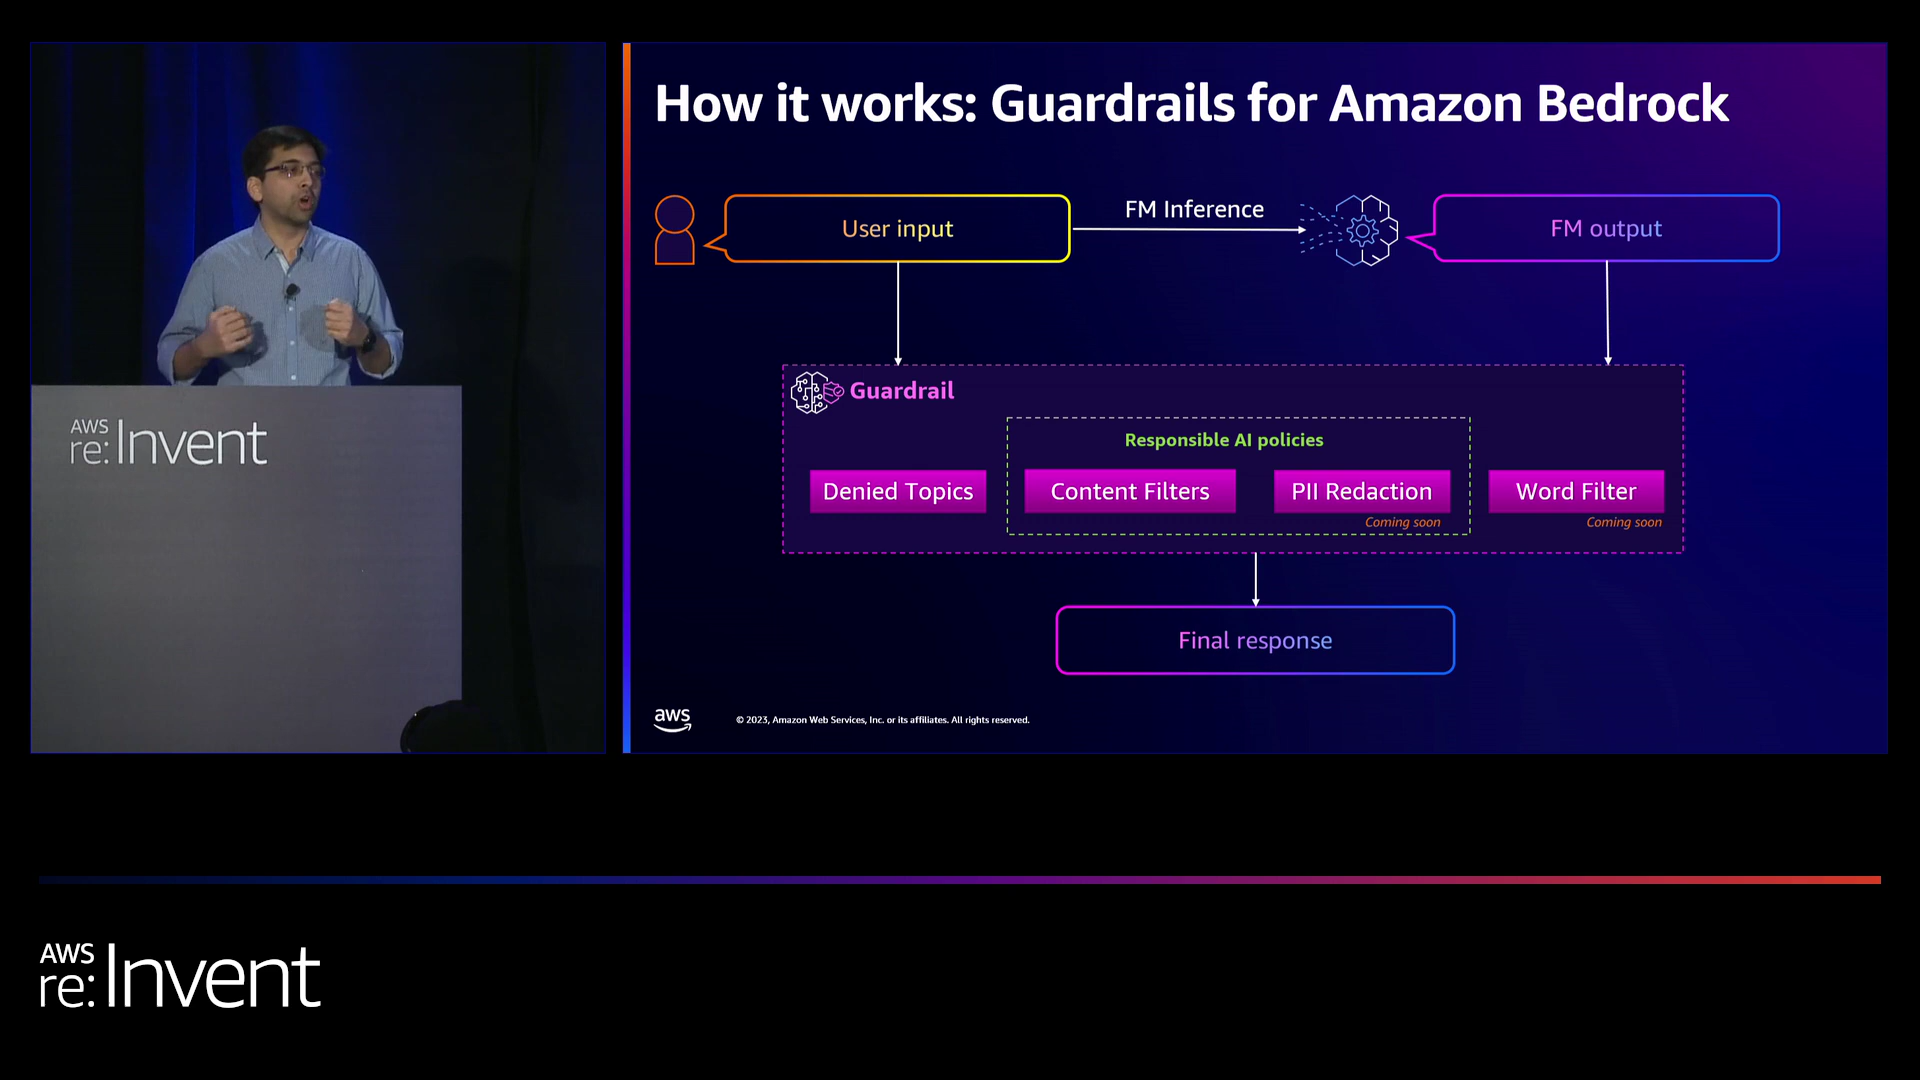 How it works: Guardrails for Amazon Bedrock
User input
FM Inference
FM output
Guardrail
Responsible AI policies
Denied Topics
Content Filters
PII Redaction
Word Filter
Coming soon
Coming soon
Final response
aws
© 2023, Amazon Web Services, Inc. or its affiliates. All rights reserved.
AWS
re:Invent
AWS
re:Invent